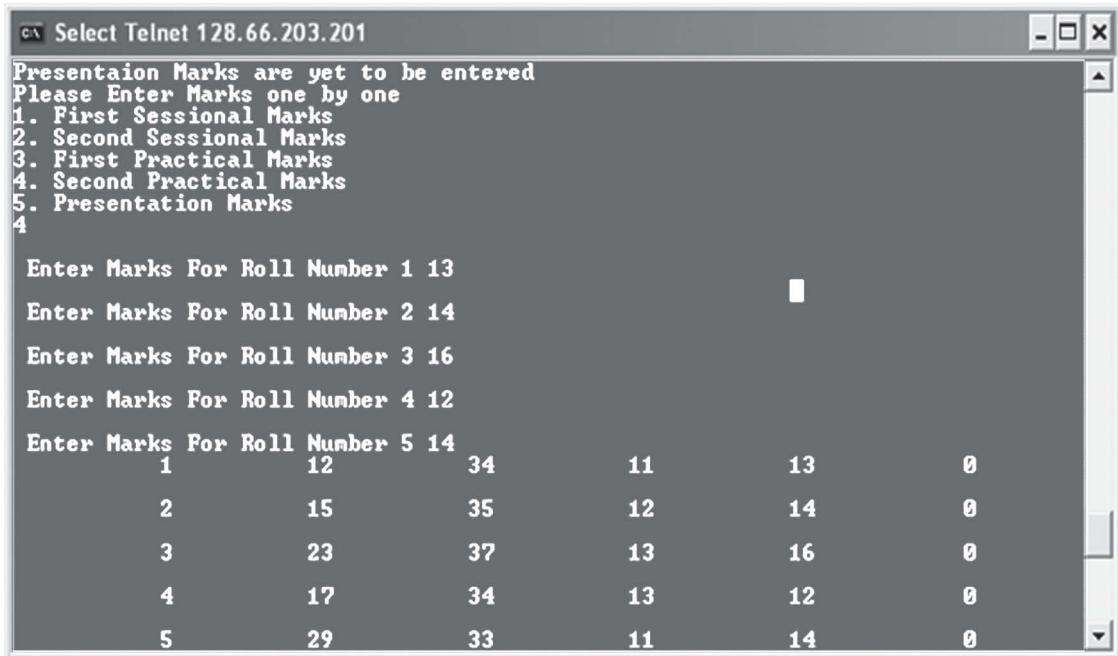 Select Telnet 128.66.203.201
Presentaion Marks are yet to be entered
Please Enter Marks one by one
1. First Sessional Marks
2. Second Sessional Marks
3. First Practical Marks
4. Second Practical Marks
5. Presentation Marks
4
Enter Marks For Roll Number 1 13
Enter Marks For Roll Number 2 14
Enter Marks For Roll Number 3 16
Enter Marks For Roll Number 4 12
Enter Marks For Roll Number 5 14
1 12 34 11 13 0
2 15 35 12 14 0
3 23 37 13 16 0
4 17 34 13 12 0
5 29 33 11 14 0